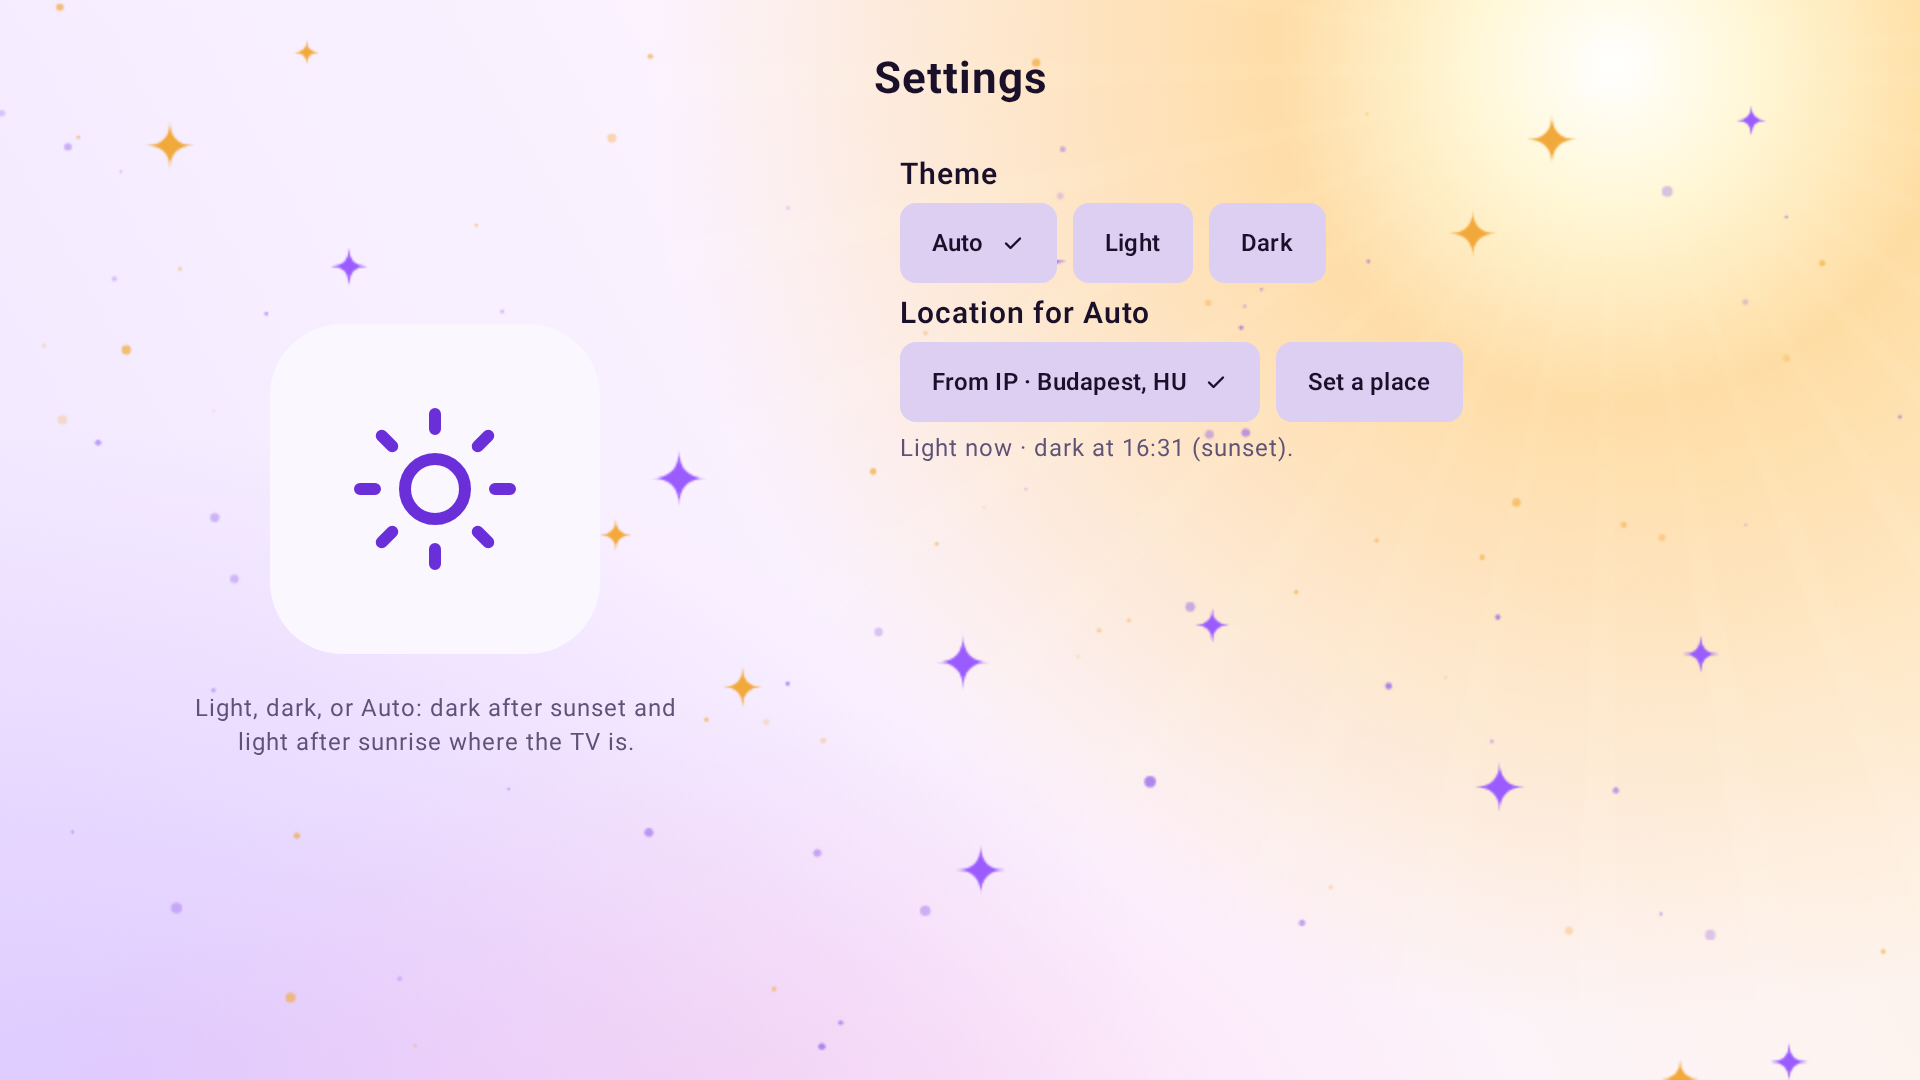 Settings
Theme
Auto
Light
Dark
Location for Auto
From IP · Budapest, HU
Set a place
Light now · dark at 16:31 (sunset).
Light, dark, or Auto: dark after sunset and
light after sunrise where the TV is.